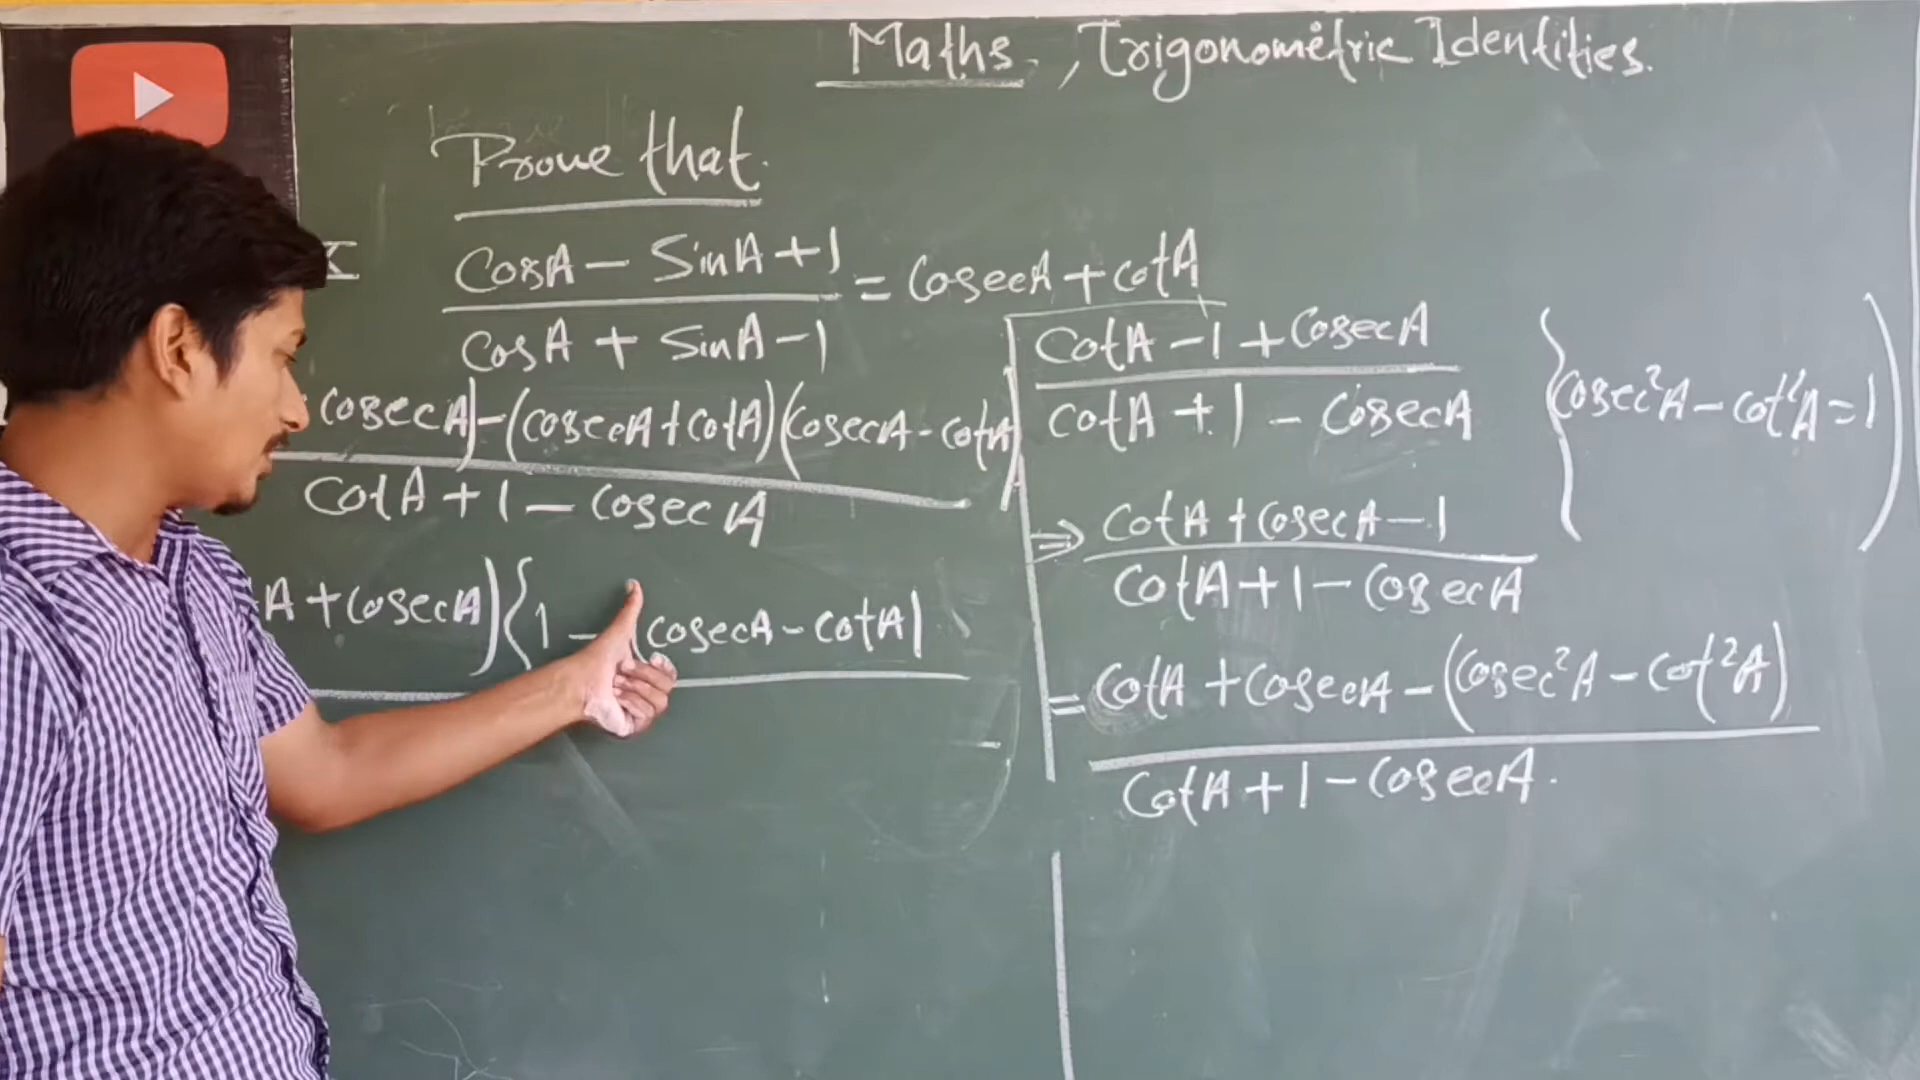 Maths, Trigonometric Identities.
Prove that.
CosA - SinA + 1
= CosecA + cotA
CosA + SinA - 1
cosecA) - (cosecA + cotA)(cosecA - cotA)
CotA + 1 - cosecA
A + cosecA) { 1 - (cosecA - cotA)
CotA - 1 + CosecA
CotA + 1 - CosecA
{cosec²A - cot²A = 1)
⇒ CotA + cosecA - 1
CotA + 1 - CosecA
= CotA + CosecA - (Cosec²A - Cot²A)
CotA + 1 - CosecA.